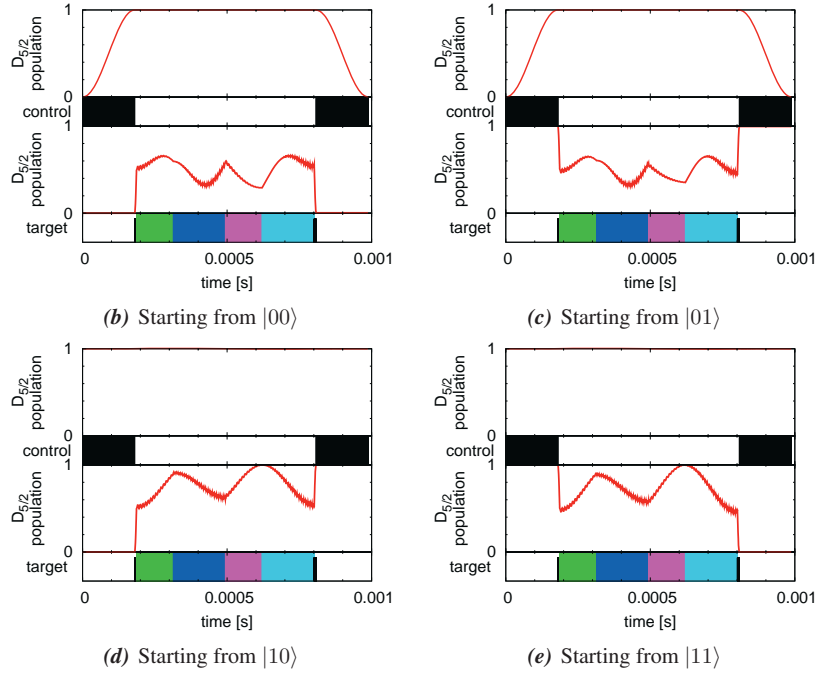 1
D5/2 population
0
control
1
D5/2 population
0
target
0 0.0005 0.001
time [s]
(b) Starting from |00⟩
1
D5/2 population
0
control
1
D5/2 population
0
target
0 0.0005 0.001
time [s]
(c) Starting from |01⟩
1
D5/2 population
0
control
1
D5/2 population
0
target
0 0.0005 0.001
time [s]
(d) Starting from |10⟩
1
D5/2 population
0
control
1
D5/2 population
0
target
0 0.0005 0.001
time [s]
(e) Starting from |11⟩